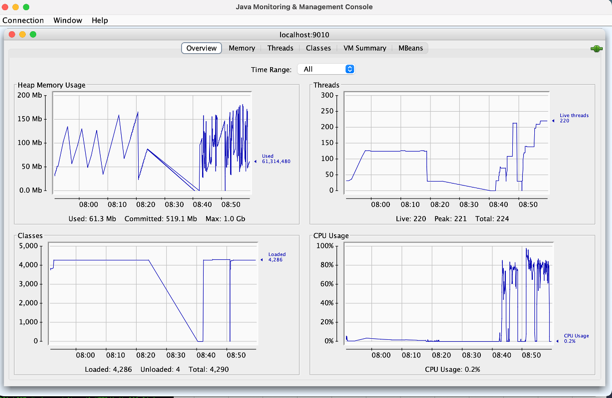 Java Monitoring & Management Console
Connection Window Help
localhost:9010
Overview Memory Threads Classes VM Summary MBeans
Time Range: All
Heap Memory Usage
200 Mb
150 Mb
100 Mb
50 Mb
0.0 Mb
Used
61,314,480
08:00 08:10 08:20 08:30 08:40 08:50
Used: 61.3 Mb Committed: 519.1 Mb Max: 1.0 Gb
Threads
300
250
200
150
100
50
0
Live threads
220
08:00 08:10 08:20 08:30 08:40 08:50
Live: 220 Peak: 221 Total: 224
Classes
5,000
4,000
3,000
2,000
1,000
0
Loaded
4,286
08:00 08:10 08:20 08:30 08:40 08:50
Loaded: 4,286 Unloaded: 4 Total: 4,290
CPU Usage
100%
80%
60%
40%
20%
0%
CPU Usage
0.2%
08:00 08:10 08:20 08:30 08:40 08:50
CPU Usage: 0.2%